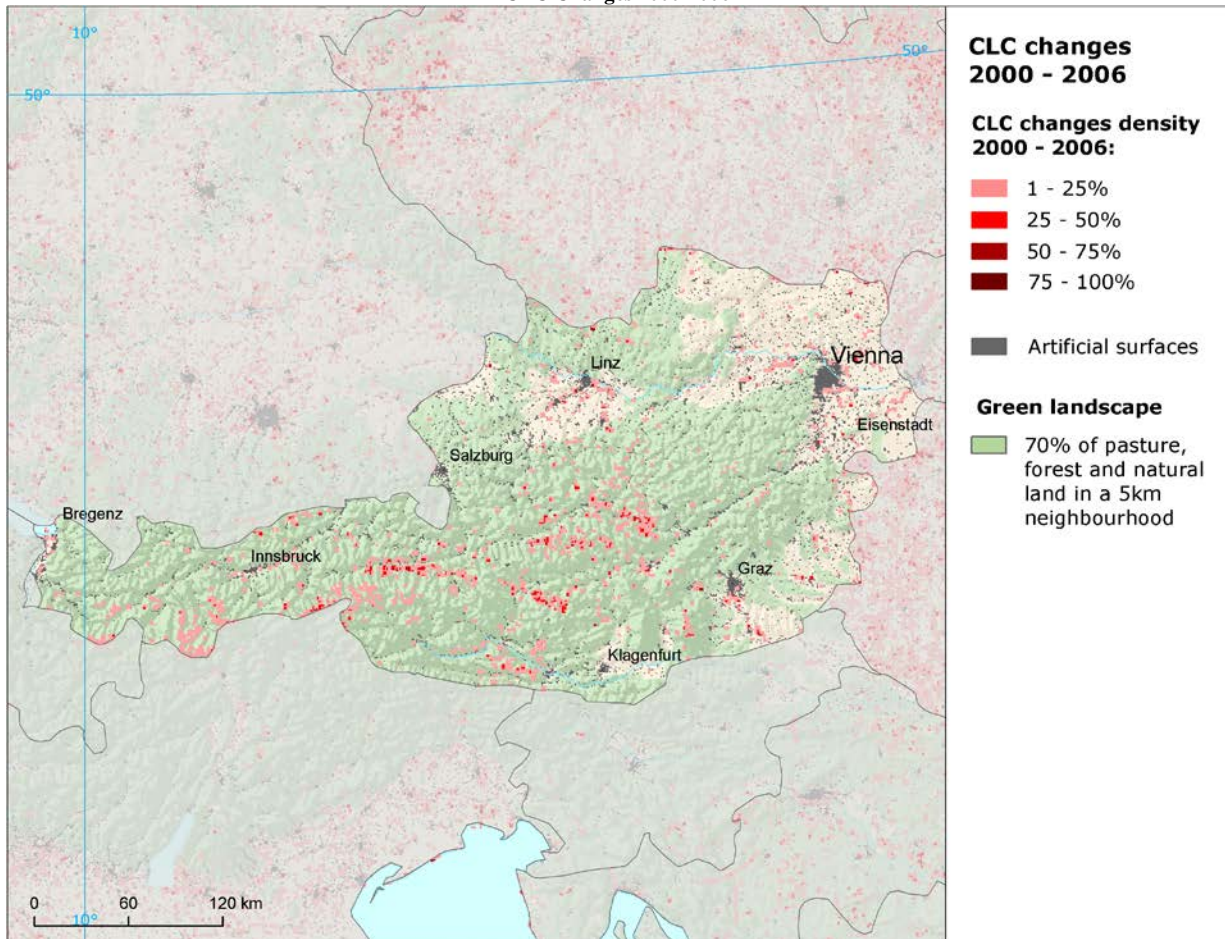 10°
50°
50°
Linz
Vienna
Eisenstadt
Salzburg
Bregenz
Innsbruck
Graz
Klagenfurt
0 60 120 km
10°
CLC changes
2000 - 2006
CLC changes density
2000 - 2006:
1 - 25%
25 - 50%
50 - 75%
75 - 100%
Artificial surfaces
Green landscape
70% of pasture,
forest and natural
land in a 5km
neighbourhood